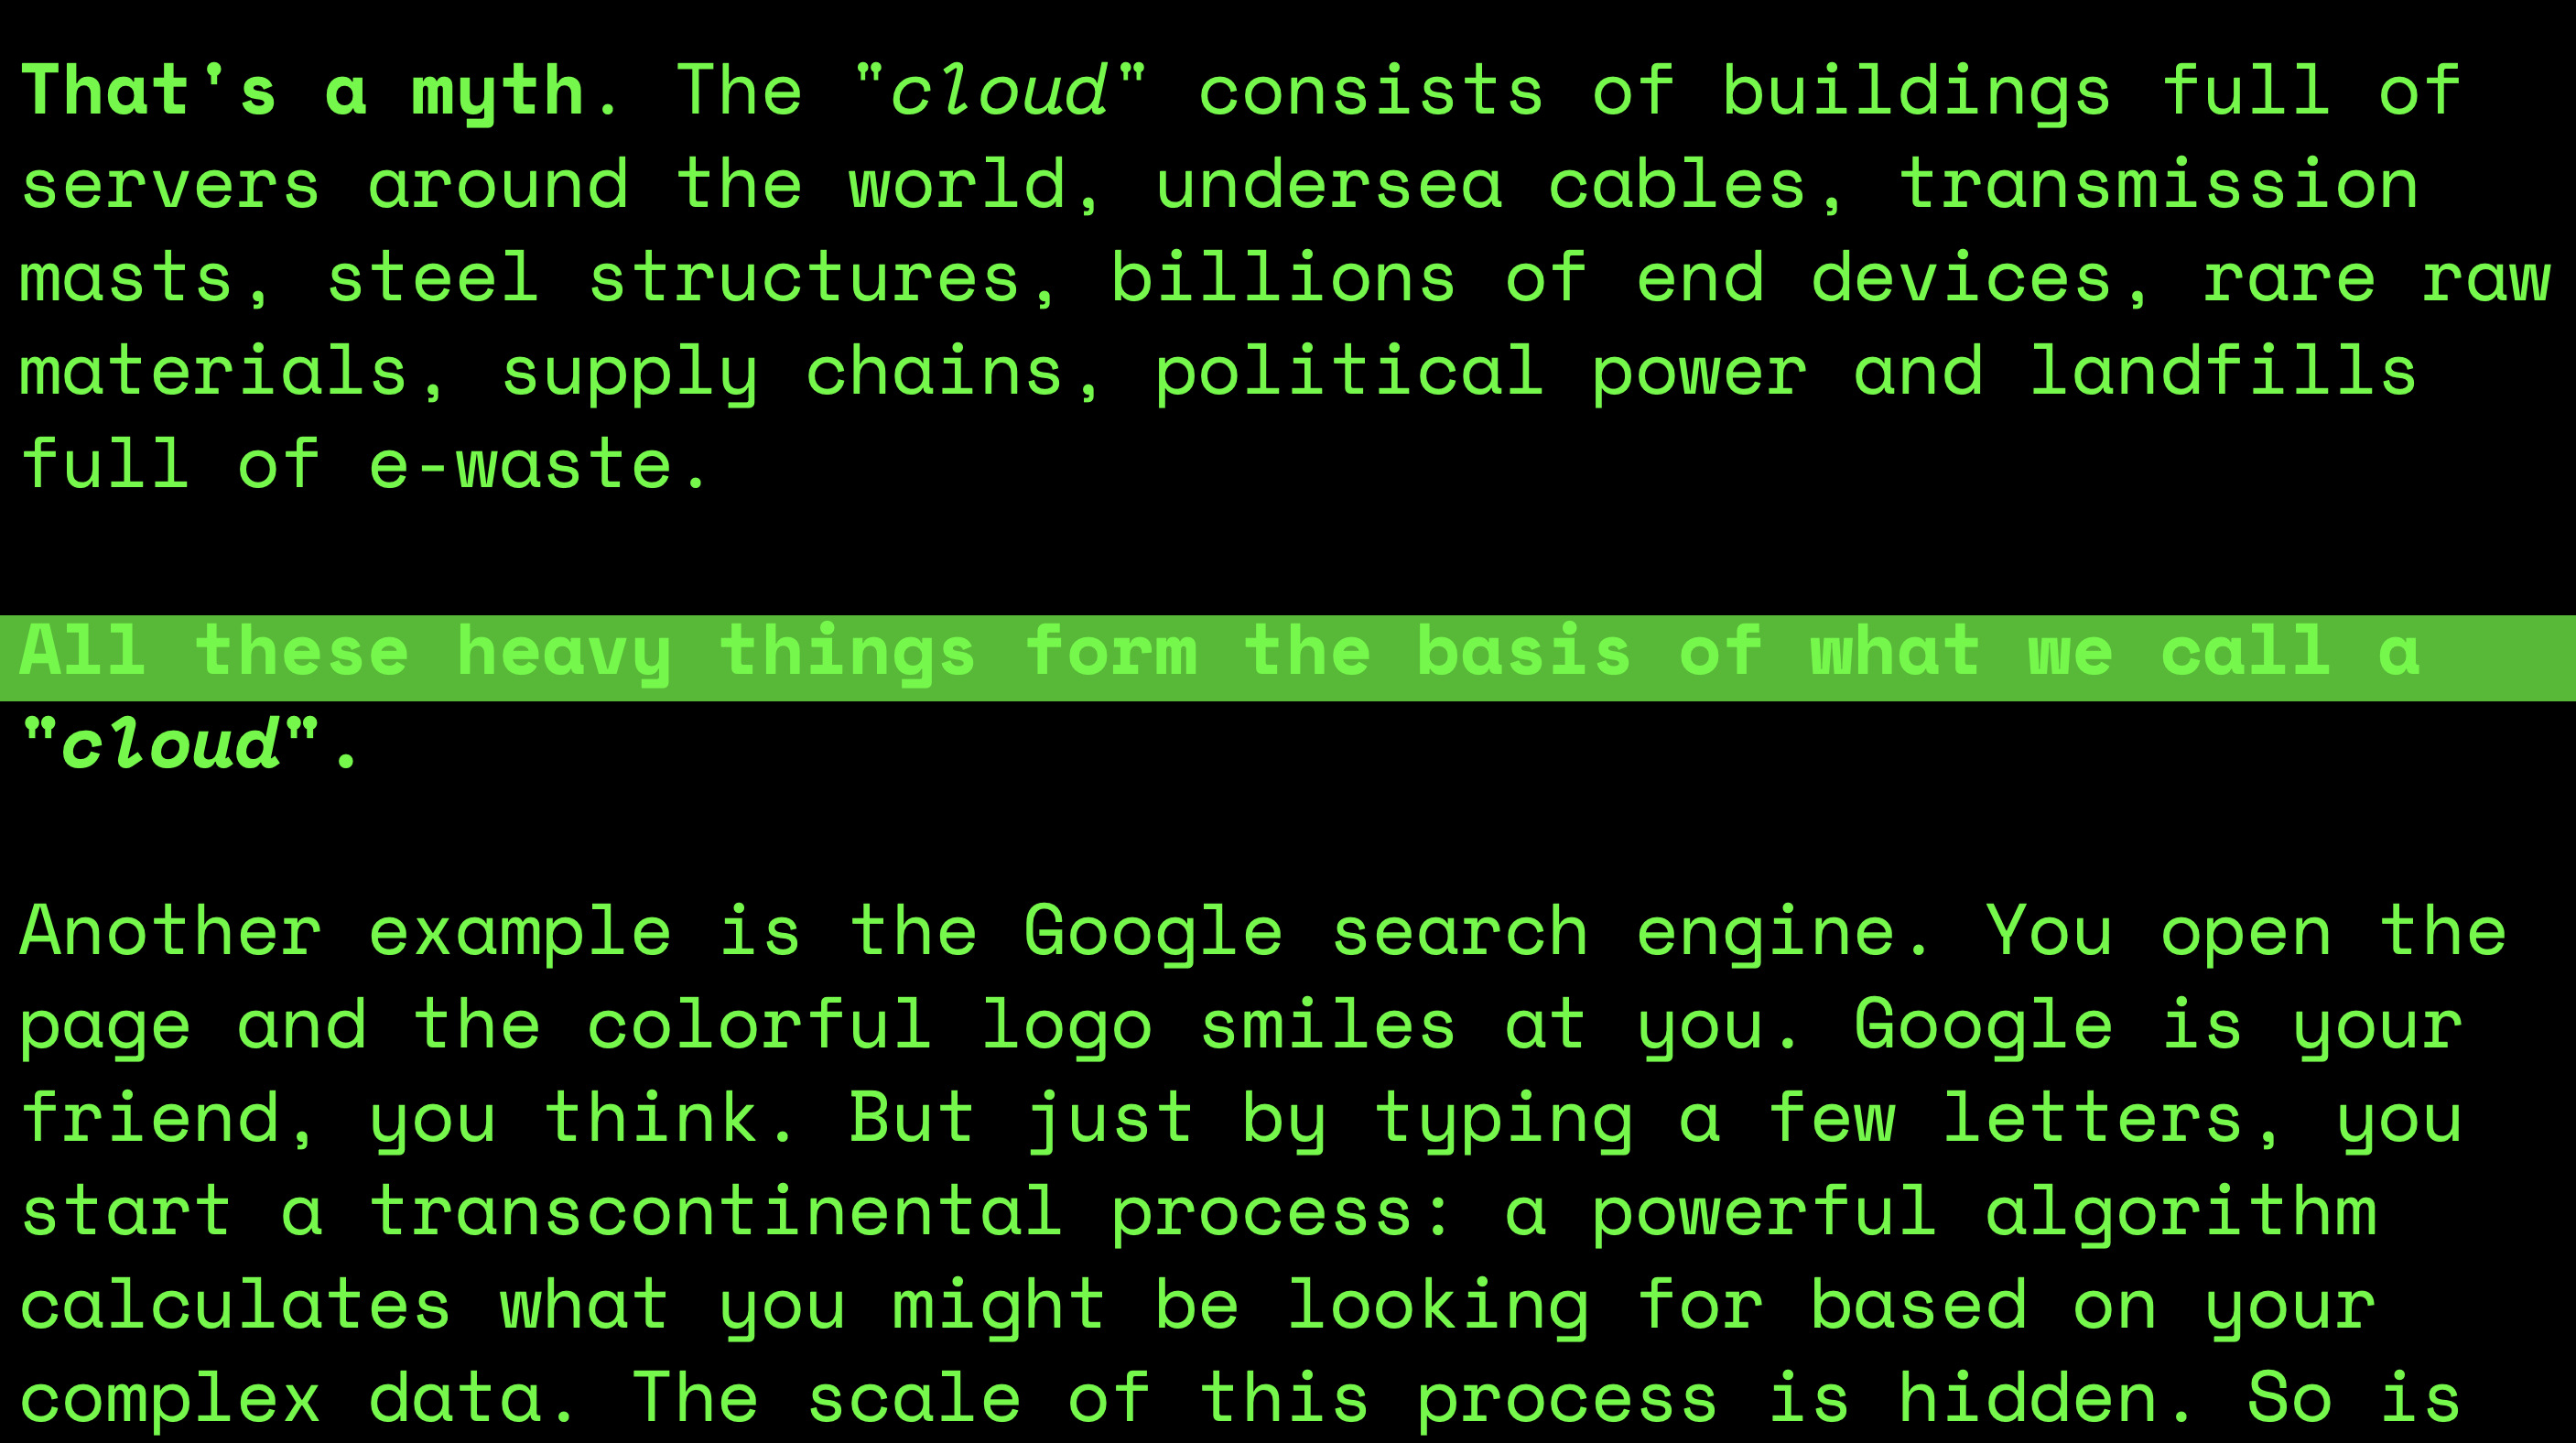 That's a myth. The "cloud" consists of buildings full of
servers around the world, undersea cables, transmission
masts, steel structures, billions of end devices, rare raw
materials, supply chains, political power and landfills
full of e-waste.
All these heavy things form the basis of what we call a
"cloud".
Another example is the Google search engine. You open the
page and the colorful logo smiles at you. Google is your
friend, you think. But just by typing a few letters, you
start a transcontinental process: a powerful algorithm
calculates what you might be looking for based on your
complex data. The scale of this process is hidden. So is